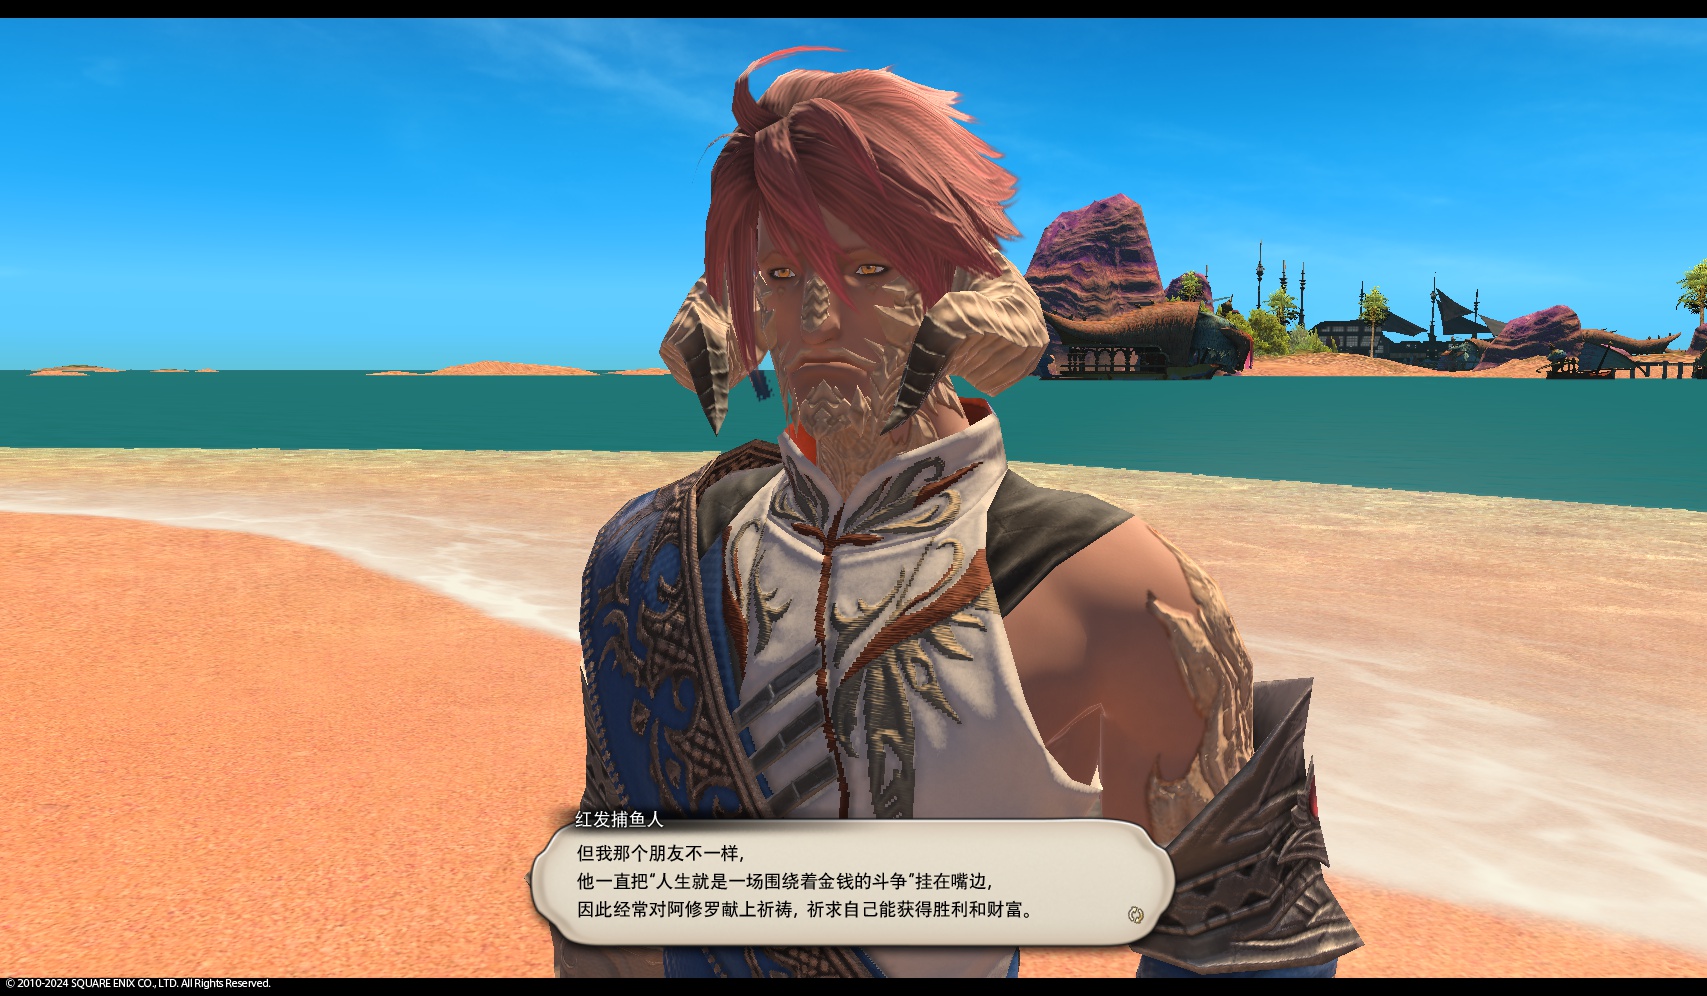 红发捕鱼人
但我那个朋友不一样，
他一直把“人生就是一场围绕着金钱的斗争”挂在嘴边，
因此经常对阿修罗献上祈祷，祈求自己能获得胜利和财富。
© 2010-2024 SQUARE ENIX CO., LTD. All Rights Reserved.